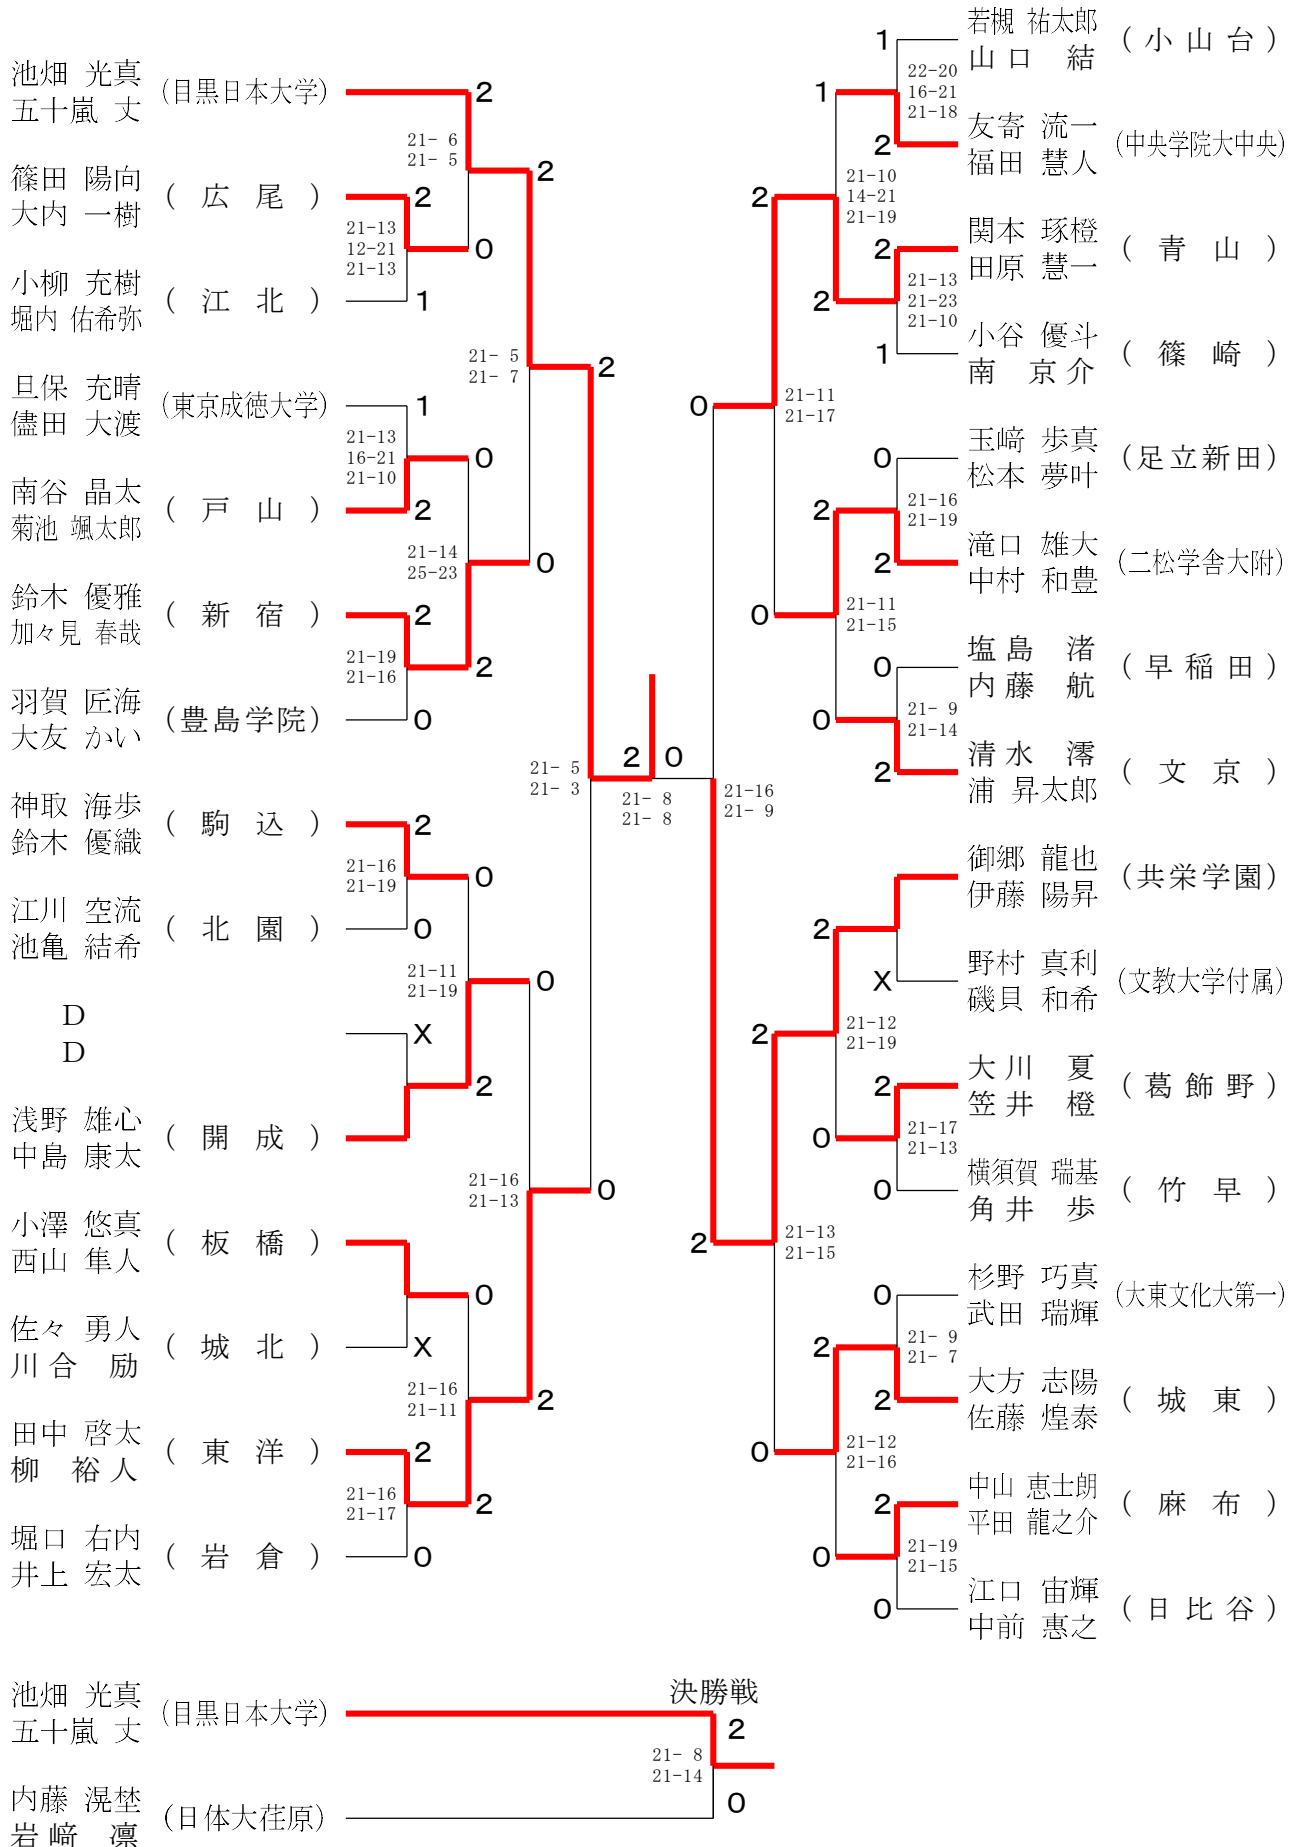 池畑 光真
五十嵐 丈
(目黒日本大学)
2
21- 6
21- 5
2
篠田 陽向
大内 一樹
( 広 尾 )
2
21-13
12-21
21-13
0
小柳 充樹
堀内 佑希弥
( 江 北 )
1
21- 5
21- 7
2
旦保 充晴
儘田 大渡
(東京成徳大学)
1
21-13
16-21
21-10
0
南谷 晶太
菊池 颯太郎
( 戸 山 )
2
21-14
25-23
0
鈴木 優雅
加々見 春哉
( 新 宿 )
2
21-19
21-16
2
羽賀 匠海
大友 かい
(豊島学院)
0
21- 5
21- 3
2
0
21- 8
21- 8
神取 海歩
鈴木 優織
( 駒 込 )
2
21-16
21-19
0
江川 空流
池亀 結希
( 北 園 )
0
21-11
21-19
0
D
D
X
2
浅野 雄心
中島 康太
( 開 成 )
21-16
21-13
0
小澤 悠真
西山 隼人
( 板 橋 )
0
佐々 勇人
川合 励
( 城 北 )
X
21-16
21-11
2
田中 啓太
柳 裕人
( 東 洋 )
2
21-16
21-17
2
堀口 右内
井上 宏太
( 岩 倉 )
0
1
若槻 祐太郎
山口 結
( 小 山 台 )
22-20
16-21
21-18
1
2
友寄 流一
福田 慧人
(中央学院大中央)
21-10
14-21
21-19
2
2
関本 琢橙
田原 慧一
( 青 山 )
21-13
21-23
21-10
2
1
小谷 優斗
南 京介
( 篠 崎 )
21-11
21-17
0
0
玉﨑 歩真
松本 夢叶
(足立新田)
21-16
21-19
2
2
滝口 雄大
中村 和豊
(二松学舎大附)
21-11
21-15
0
0
塩島 渚
内藤 航
( 早 稲 田 )
21- 9
21-14
0
2
清水 澪
浦 昇太郎
( 文 京 )
21-16
21- 9
御郷 龍也
伊藤 陽昇
(共栄学園)
2
X
野村 真利
磯貝 和希
(文教大学付属)
21-12
21-19
2
2
大川 夏
笠井 橙
( 葛 飾 野 )
21-17
21-13
0
0
横須賀 瑞基
角井 歩
( 竹 早 )
21-13
21-15
2
0
杉野 巧真
武田 瑞輝
(大東文化大第一)
21- 9
21- 7
2
2
大方 志陽
佐藤 煌泰
( 城 東 )
21-12
21-16
0
2
中山 恵士朗
平田 龍之介
( 麻 布 )
21-19
21-15
0
0
江口 宙輝
中前 惠之
( 日 比 谷 )
決勝戦
池畑 光真
五十嵐 丈
(目黒日本大学)
2
21- 8
21-14
内藤 滉埜
岩﨑 凛
(日体大荏原)
0